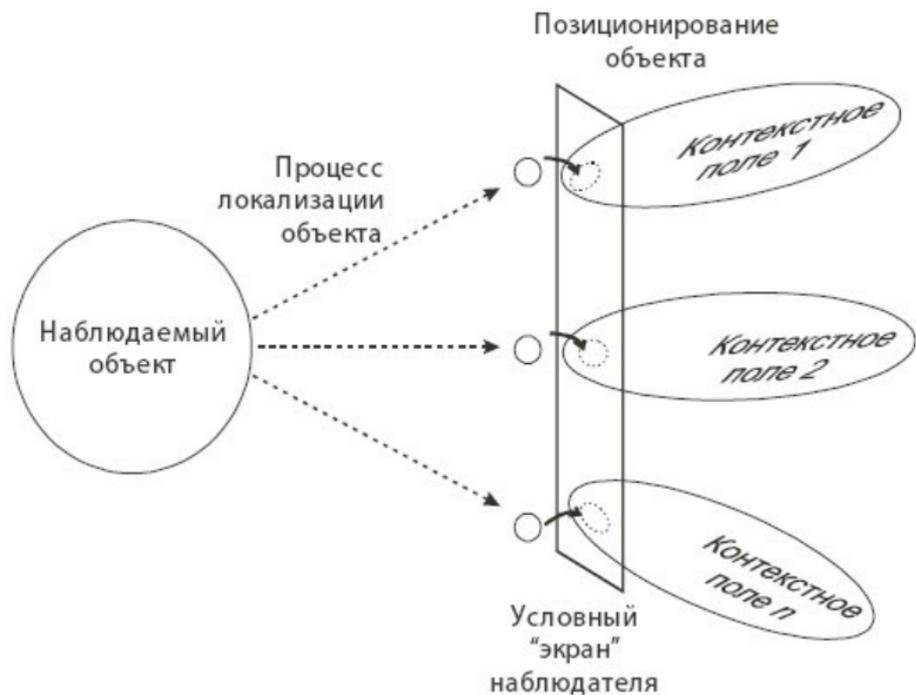 Позиционирование
объекта
Контекстное
поле 1
Процесс
локализации
объекта
Наблюдаемый
объект
Контекстное
поле 2
Контекстное
поле n
Условный
"экран"
наблюдателя